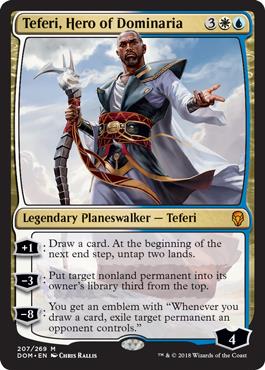 Teferi, Hero of Dominaria 3
Legendary Planeswalker — Teferi
+1 : Draw a card. At the beginning of the
next end step, untap two lands.
-3 : Put target nonland permanent into its
owner's library third from the top.
-8 : You get an emblem with “Whenever you
draw a card, exile target permanent an
opponent controls.”
4
207/269 M
DOM • EN Chris Rallis
™ & © 2018 Wizards of the Coast